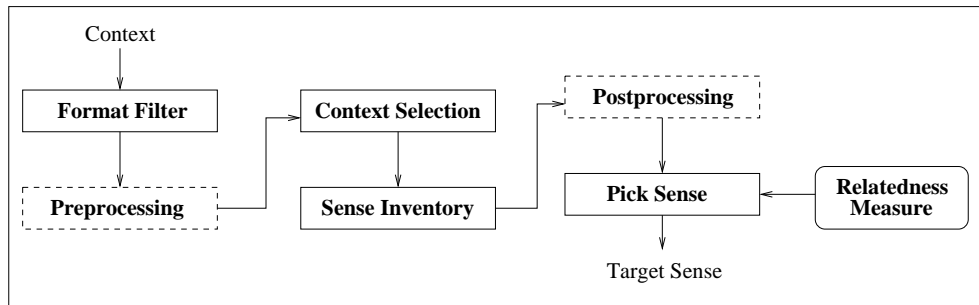 Context
Format Filter
Preprocessing
Context Selection
Sense Inventory
Postprocessing
Pick Sense
Relatedness
Measure
Target Sense